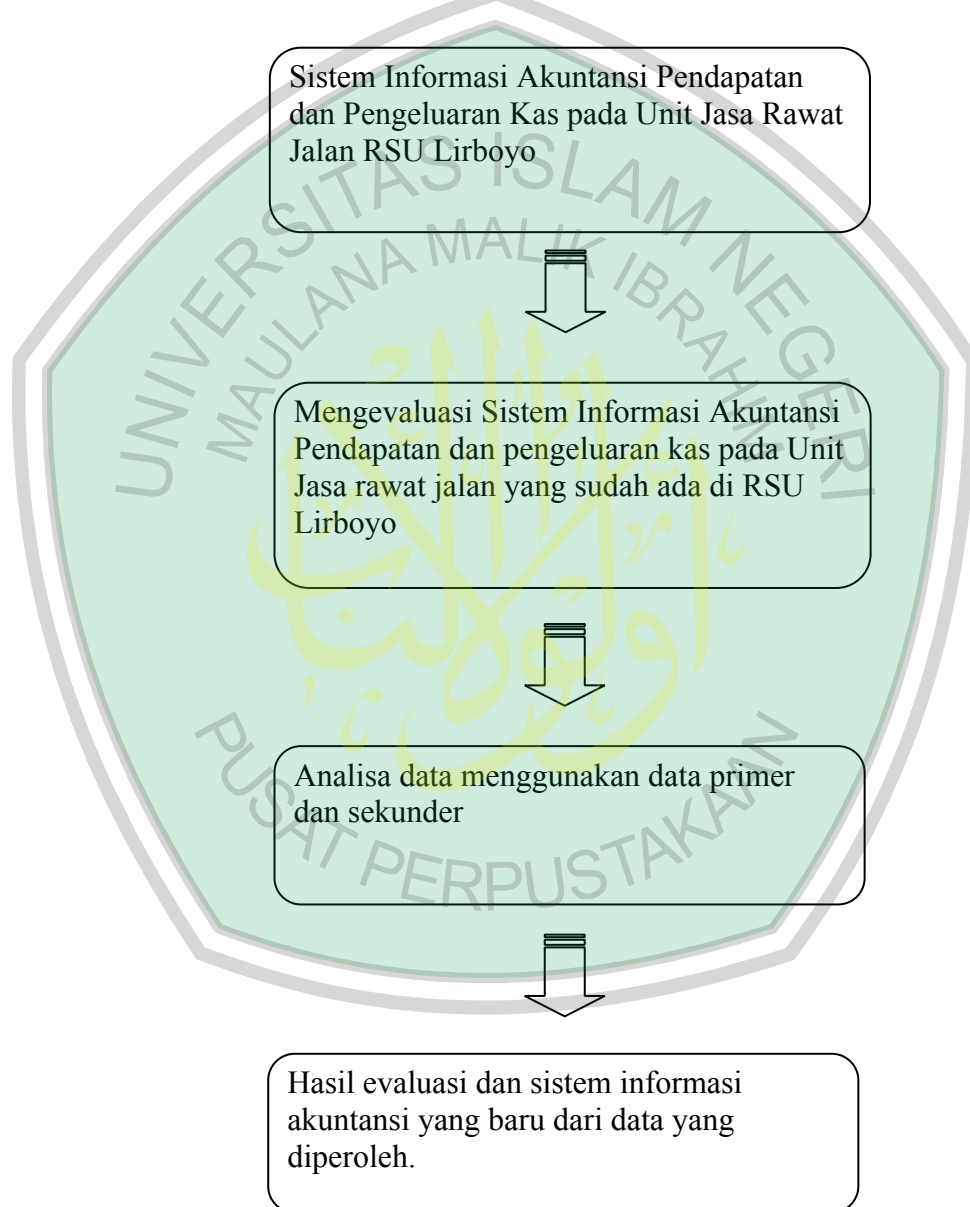 Sistem Informasi Akuntansi Pendapatan
dan Pengeluaran Kas pada Unit Jasa Rawat
Jalan RSU Lirboyo
UNIVERSITAS ISLAM NEGERI
MAULANA MALIK IBRAHIM
Mengevaluasi Sistem Informasi Akuntansi
Pendapatan dan pengeluaran kas pada Unit
Jasa rawat jalan yang sudah ada di RSU
Lirboyo
Analisa data menggunakan data primer
dan sekunder
PUSAT PERPUSTAKAAN
Hasil evaluasi dan sistem informasi
akuntansi yang baru dari data yang
diperoleh.